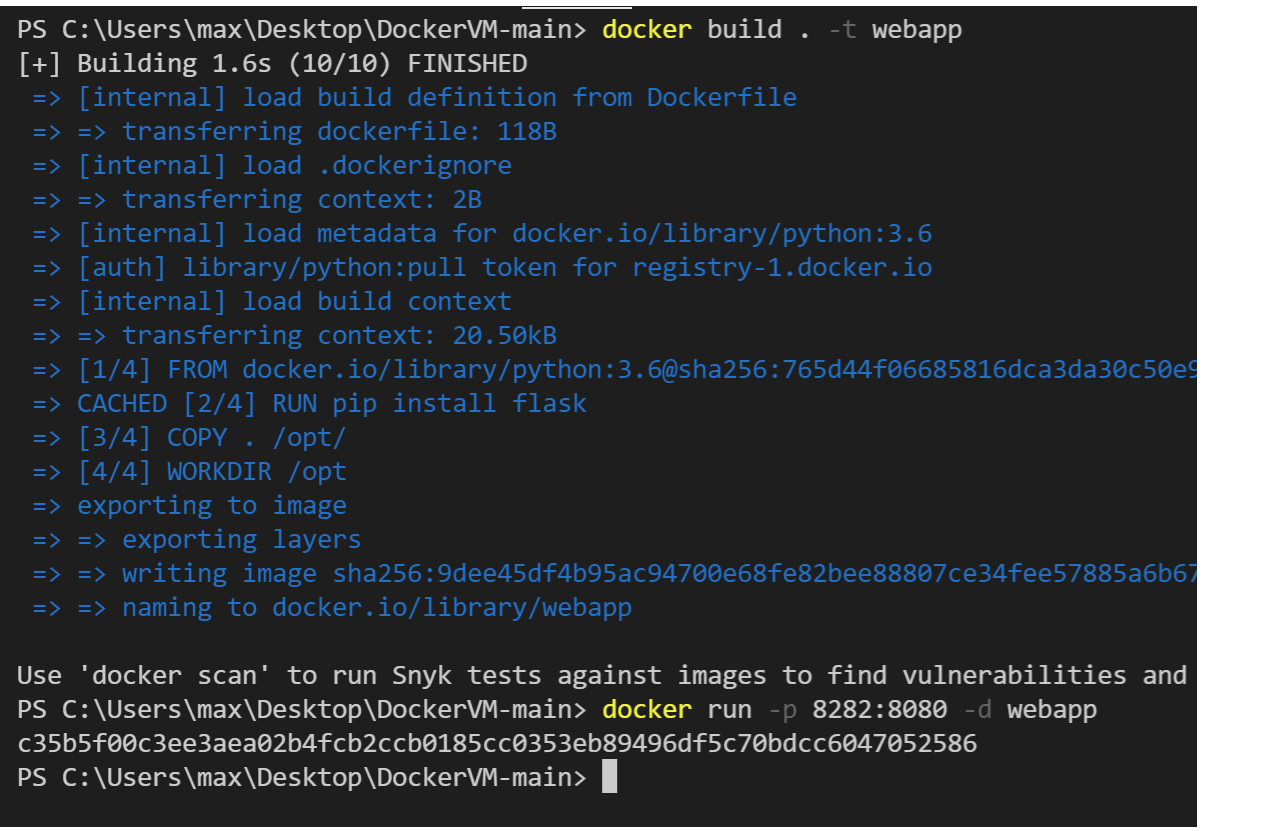 PS C:\Users\max\Desktop\DockerVM-main> docker build . -t webapp
[+] Building 1.6s (10/10) FINISHED
=> [internal] load build definition from Dockerfile
=> => transferring dockerfile: 118B
=> [internal] load .dockerignore
=> => transferring context: 2B
=> [internal] load metadata for docker.io/library/python:3.6
=> [auth] library/python:pull token for registry-1.docker.io
=> [internal] load build context
=> => transferring context: 20.50kB
=> [1/4] FROM docker.io/library/python:3.6@sha256:765d44f06685816dca3da30c50e9
=> CACHED [2/4] RUN pip install flask
=> [3/4] COPY . /opt/
=> [4/4] WORKDIR /opt
=> exporting to image
=> => exporting layers
=> => writing image sha256:9dee45df4b95ac94700e68fe82bee88807ce34fee57885a6b67
=> => naming to docker.io/library/webapp
Use 'docker scan' to run Snyk tests against images to find vulnerabilities and
PS C:\Users\max\Desktop\DockerVM-main> docker run -p 8282:8080 -d webapp
c35b5f00c3ee3aea02b4fcb2ccb0185cc0353eb89496df5c70bdcc6047052586
PS C:\Users\max\Desktop\DockerVM-main>